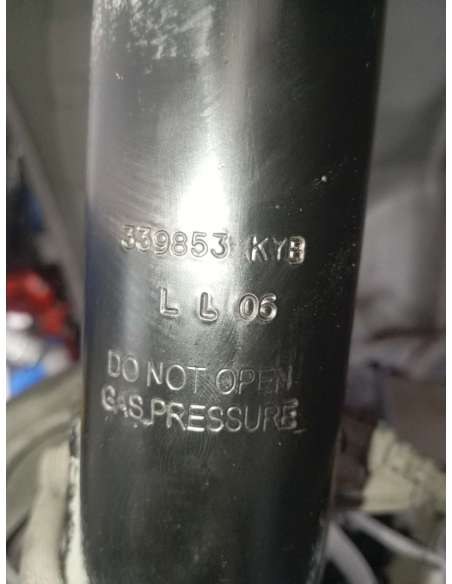 339853 KYB
L L 06
DO NOT OPEN
GAS PRESSURE